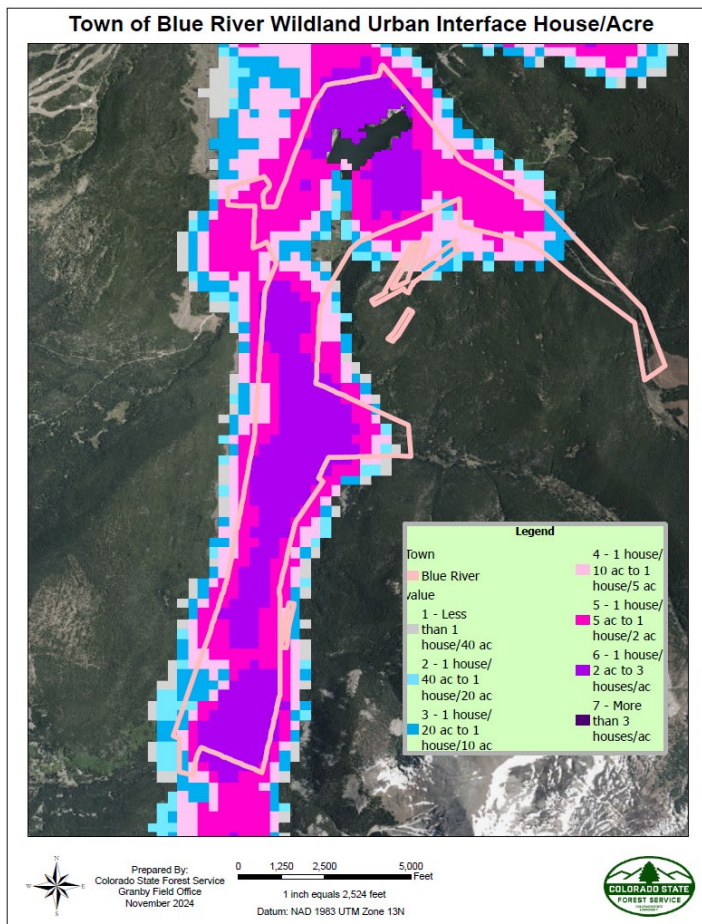 Town of Blue River Wildland Urban Interface House/Acre
Legend
Town
Blue River
value
1 - Less
than 1
house/40 ac
2 - 1 house/
40 ac to 1
house/20 ac
3 - 1 house/
20 ac to 1
house/10 ac
4 - 1 house/
10 ac to 1
house/5 ac
5 - 1 house/
5 ac to 1
house/2 ac
6 - 1 house/
2 ac to 3
houses/ac
7 - More
than 3
houses/ac
N
W E
S
Prepared By:
Colorado State Forest Service
Granby Field Office
November 2024
0 1,250 2,500 5,000
Feet
1 inch equals 2,524 feet
Datum: NAD 1983 UTM Zone 13N
COLORADO STATE
FOREST SERVICE